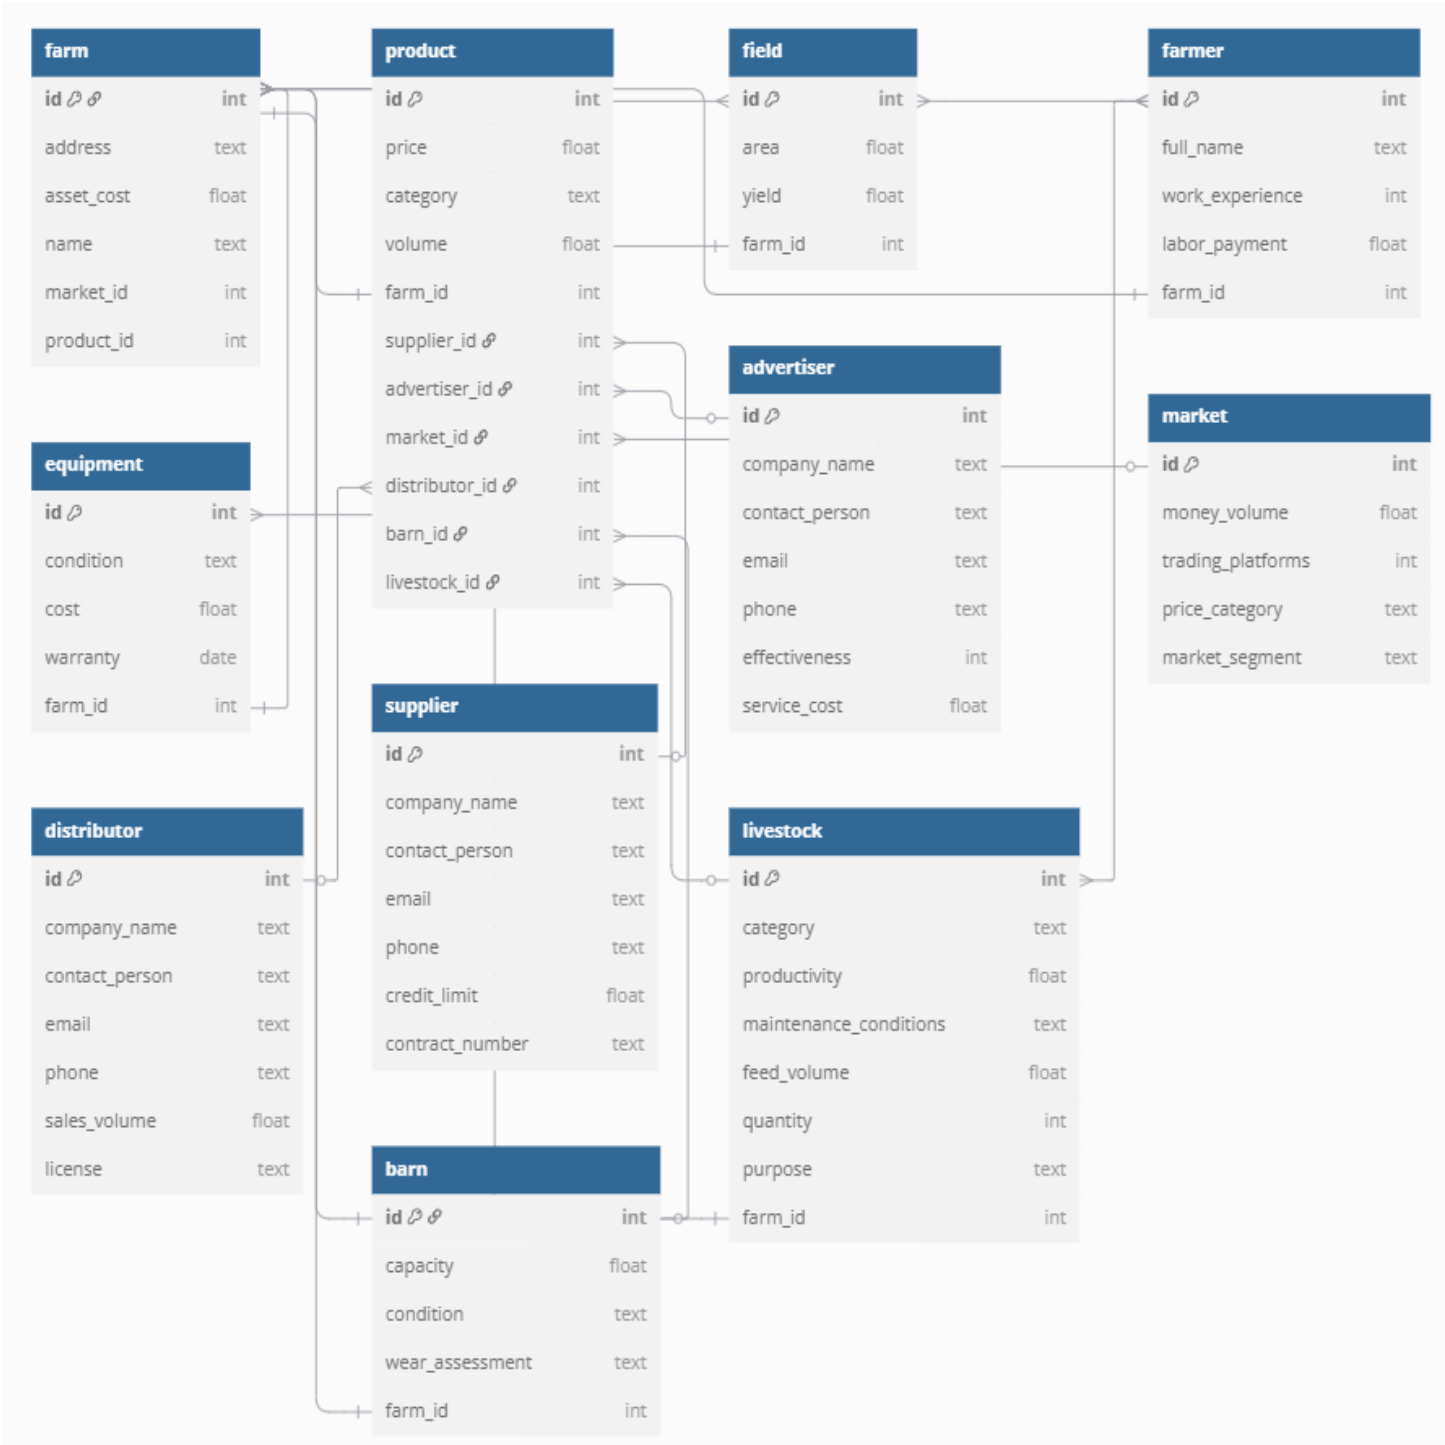 farm
id int
address text
asset_cost float
name text
market_id int
product_id int
product
id int
price float
category text
volume float
farm_id int
supplier_id int
advertiser_id int
market_id int
distributor_id int
barn_id int
livestock_id int
field
id int
area float
yield float
farm_id int
farmer
id int
full_name text
work_experience int
labor_payment float
farm_id int
advertiser
id int
company_name text
contact_person text
email text
phone text
effectiveness int
service_cost float
market
id int
money_volume float
trading_platforms int
price_category text
market_segment text
equipment
id int
condition text
cost float
warranty date
farm_id int
supplier
id int
company_name text
contact_person text
email text
phone text
credit_limit float
contract_number text
distributor
id int
company_name text
contact_person text
email text
phone text
sales_volume float
license text
livestock
id int
category text
productivity float
maintenance_conditions text
feed_volume float
quantity int
purpose text
farm_id int
barn
id int
capacity float
condition text
wear_assessment text
farm_id int